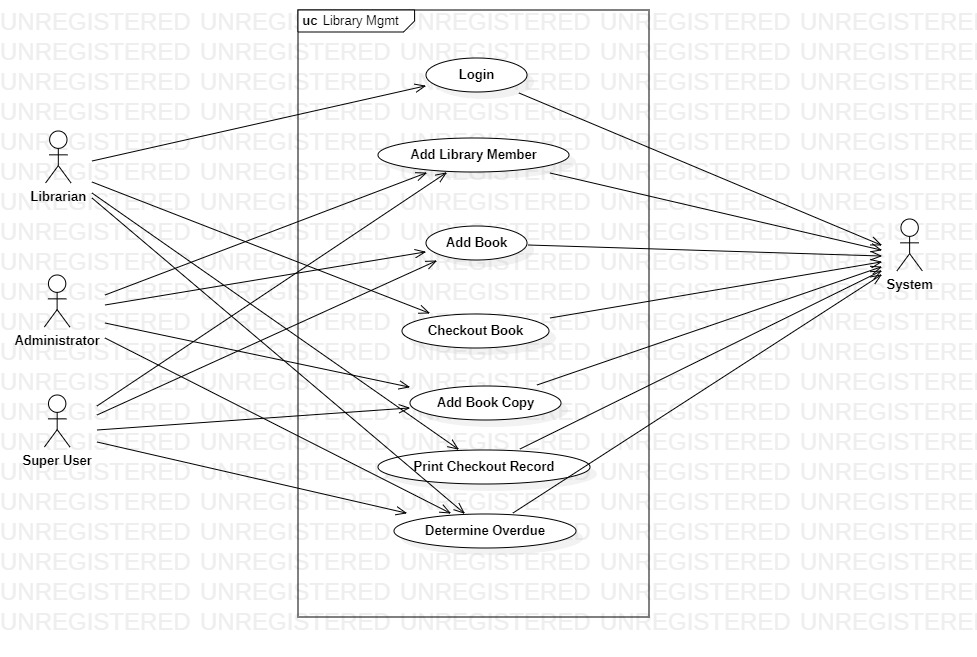 uc Library Mgmt
Login
Add Library Member
Librarian
Add Book
System
Checkout Book
Administrator
Add Book Copy
Super User
Print Checkout Record
Determine Overdue
UNREGISTERED UNREGISTERED UNREGISTERED UNREGISTERED UNREGISTERED